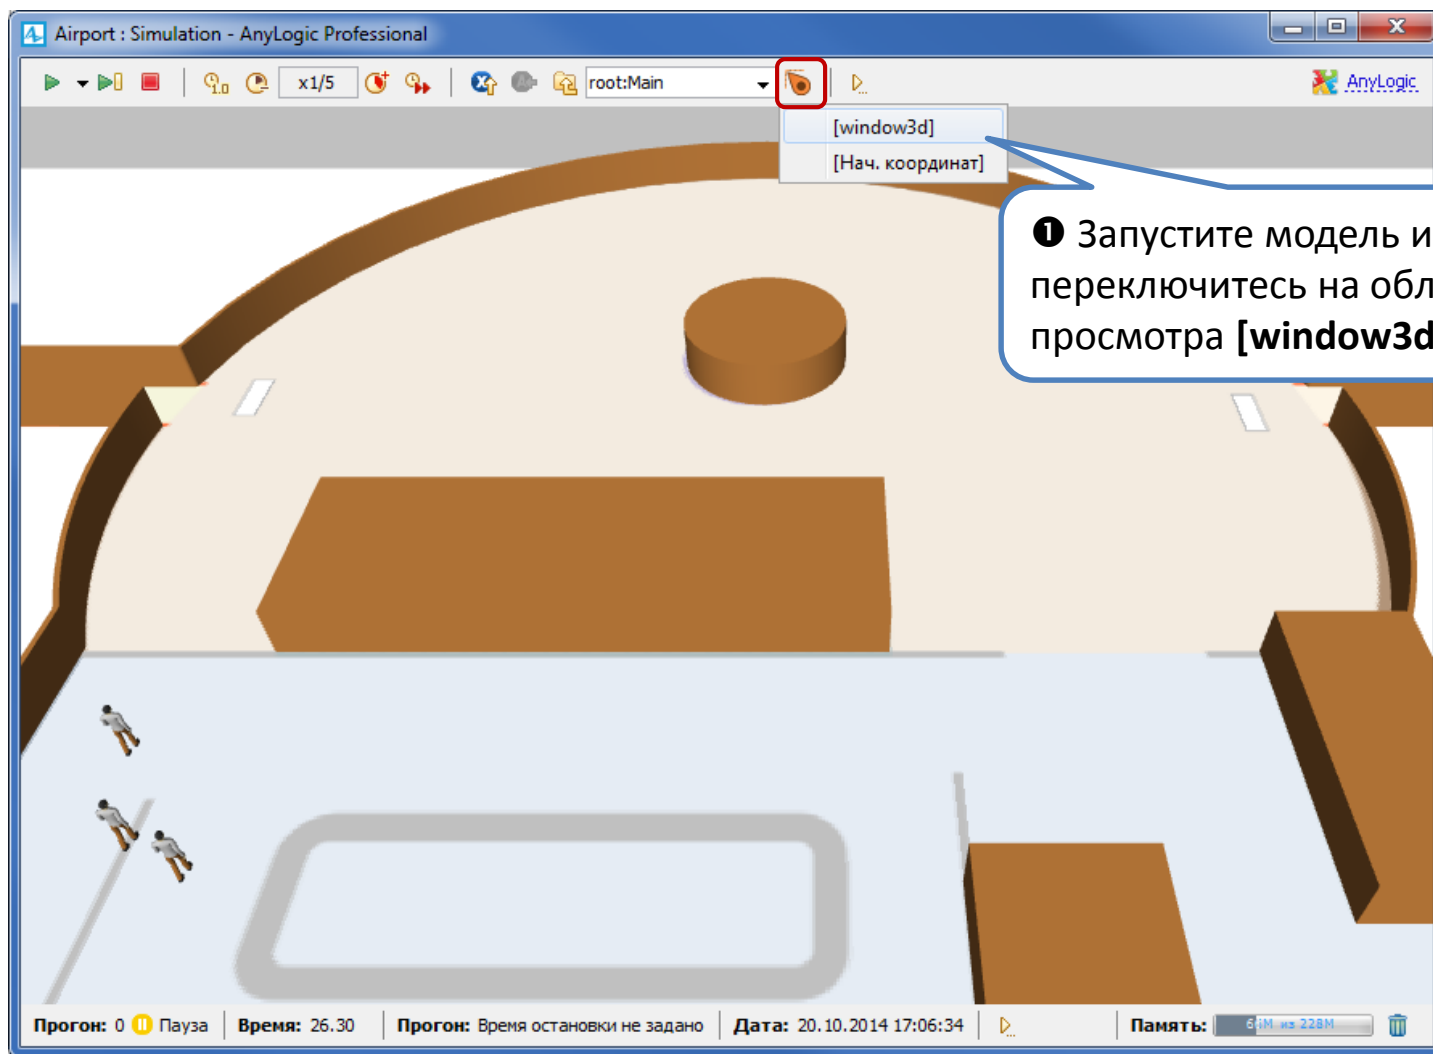 Airport : Simulation - AnyLogic Professional
x1/5 root:Main AnyLogic
[window3d]
[Нач. координат]
❶ Запустите модель и
переключитесь на обл
просмотра [window3d
Прогон: 0 Пауза Время: 26.30 Прогон: Время остановки не задано Дата: 20.10.2014 17:06:34 Память: из 228M